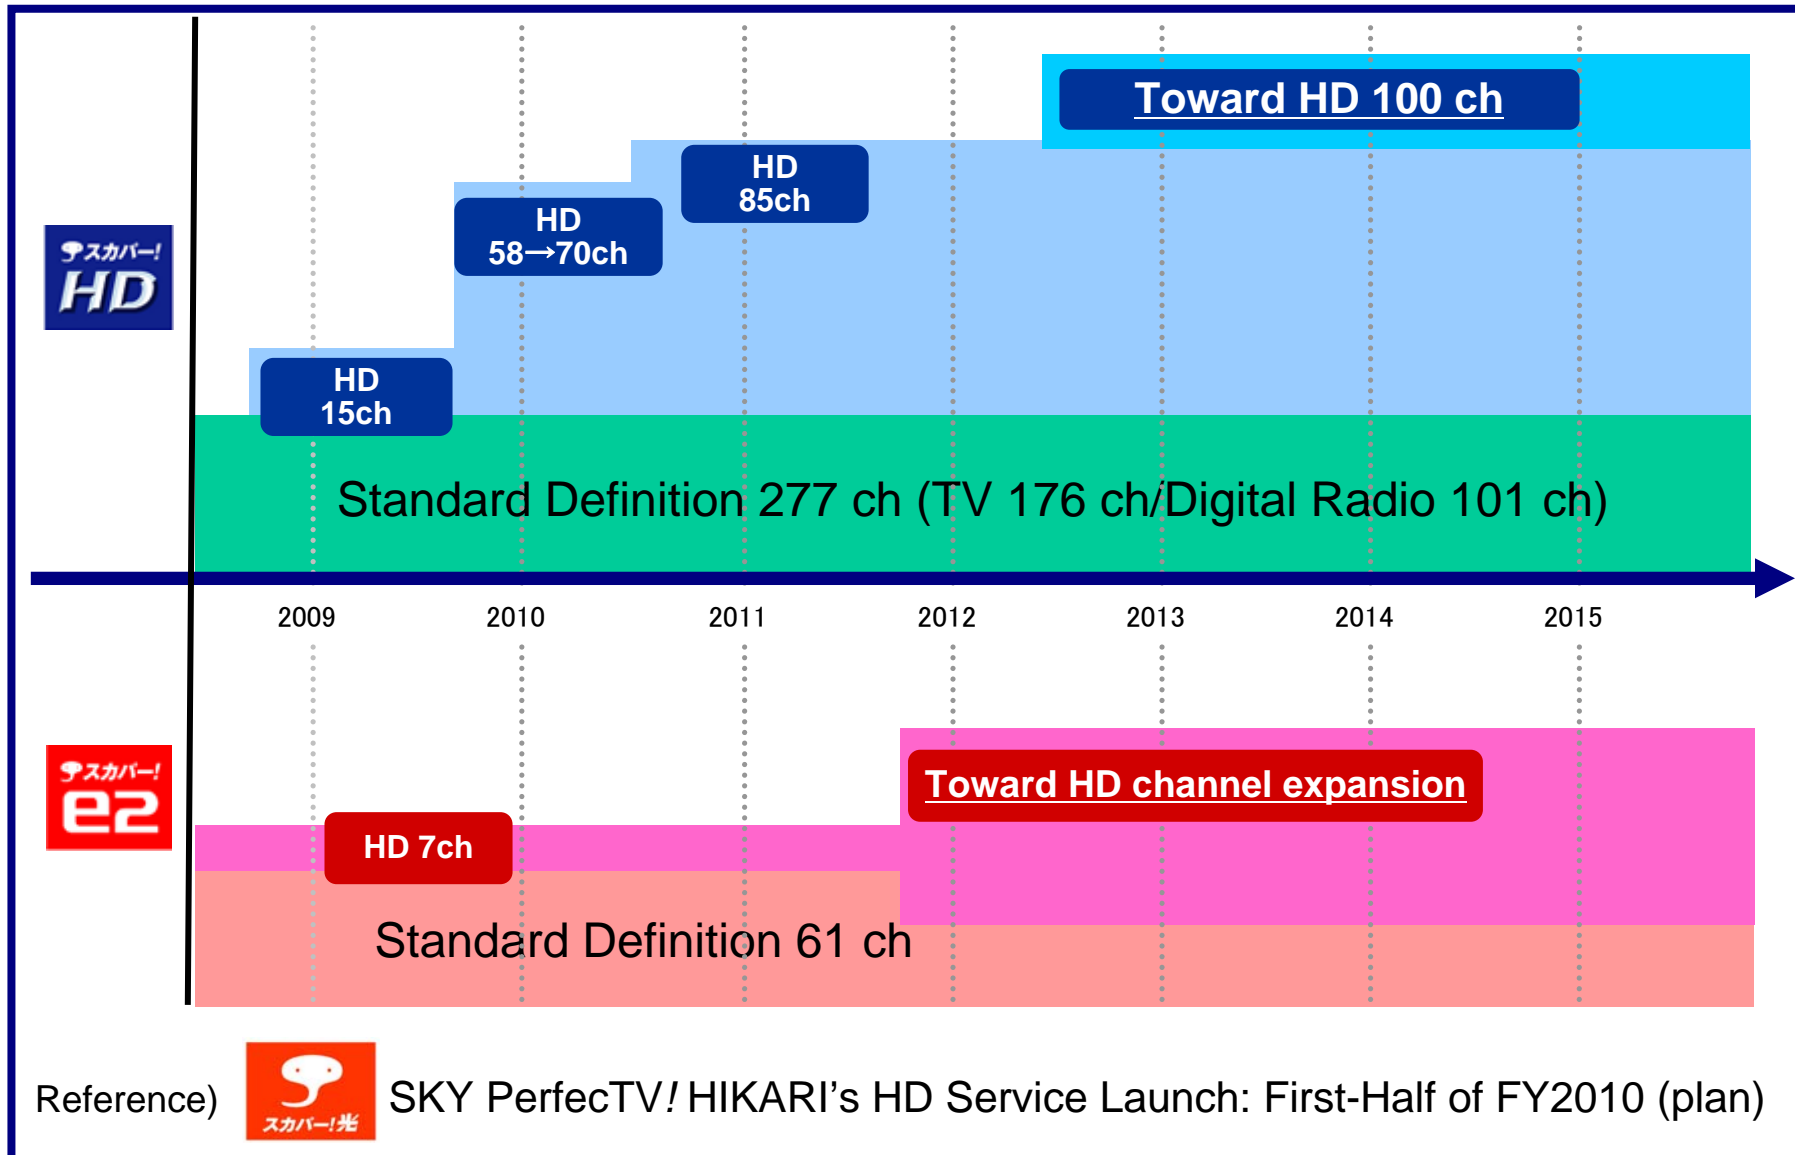 Toward HD 100 ch
HD
85ch
HD
58→70ch
スカパー!
HD
HD
15ch
Standard Definition 277 ch (TV 176 ch/Digital Radio 101 ch)
2009 2010 2011 2012 2013 2014 2015
スカパー!
e2
Toward HD channel expansion
HD 7ch
Standard Definition 61 ch
Reference)
スカパー!光
SKY PerfecTV! HIKARI's HD Service Launch: First-Half of FY2010 (plan)